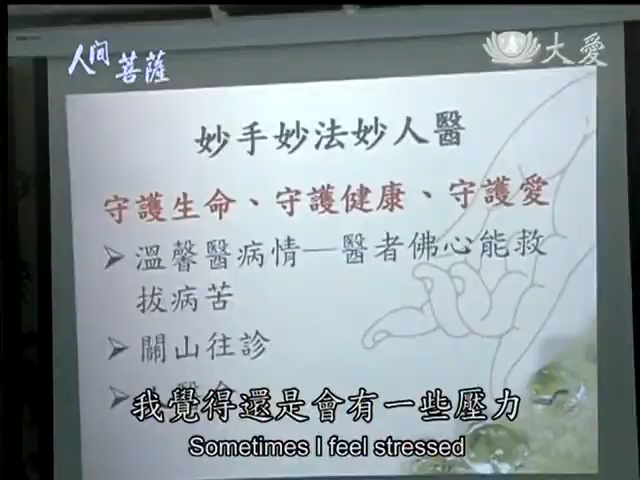 人間菩薩
大愛
妙手妙法妙人醫
守護生命、守護健康、守護愛
➢溫馨醫病情—醫者佛心能救
拔病苦
➢關山往診
➢
我覺得還是會有一些壓力
Sometimes I feel stressed